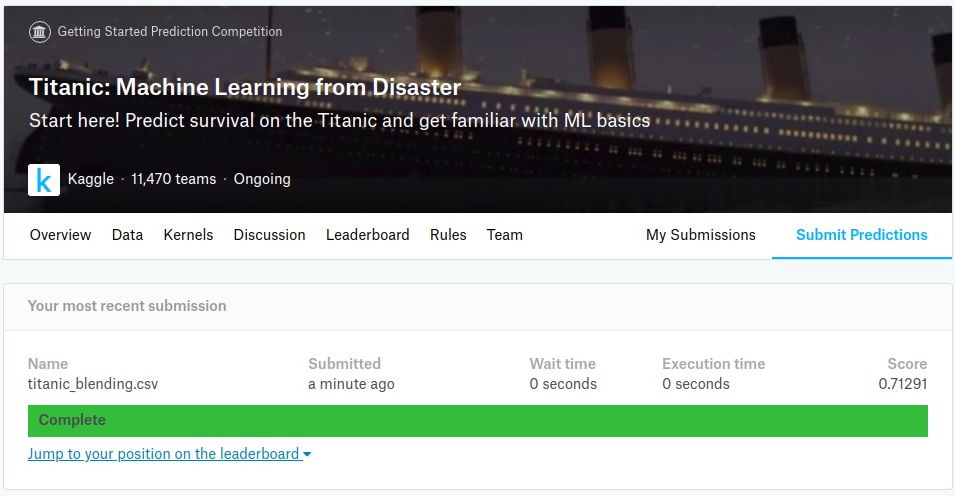 Getting Started Prediction Competition
Titanic: Machine Learning from Disaster
Start here! Predict survival on the Titanic and get familiar with ML basics
k Kaggle · 11,470 teams · Ongoing
Overview Data Kernels Discussion Leaderboard Rules Team My Submissions Submit Predictions
Your most recent submission
Name Submitted Wait time Execution time Score
titanic_blending.csv a minute ago 0 seconds 0 seconds 0.71291
Complete
Jump to your position on the leaderboard